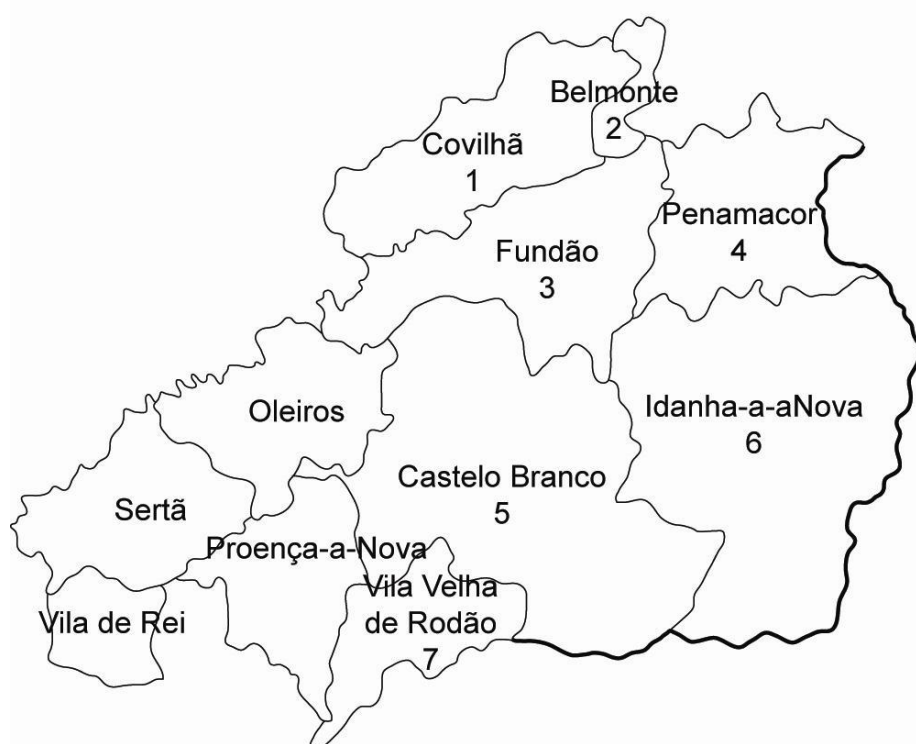 Belmonte
2
Covilhã
1
Penamacor
4
Fundão
3
Oleiros
Idanha-a-aNova
6
Castelo Branco
5
Sertã
Proença-a-Nova
Vila Velha
de Rodão
7
Vila de Rei